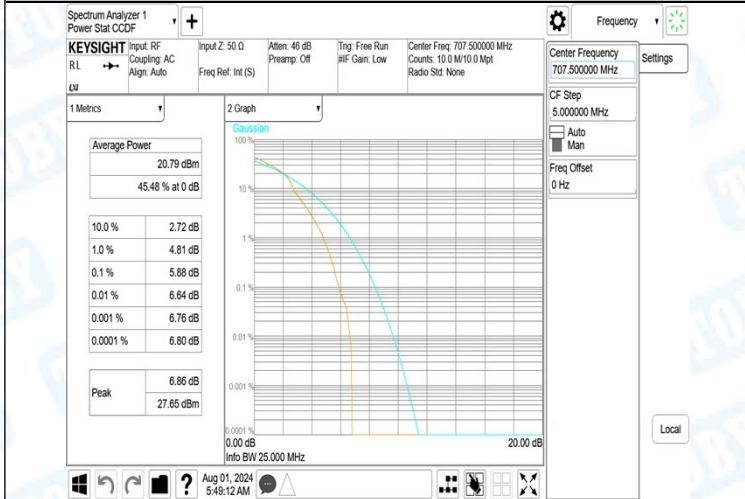 Spectrum Analyzer 1
Power Stat CCDF
Frequency
KEYSIGHT
RL
LXI
Input: RF
Coupling: AC
Align: Auto
Input Z: 50 Ω
Freq Ref: Int (S)
Atten: 46 dB
Preamp: Off
Trig: Free Run
#IF Gain: Low
Center Freq: 707.500000 MHz
Counts: 10.0 M/10.0 Mpt
Radio Std: None
Center Frequency
707.500000 MHz
Settings
CF Step
5.000000 MHz
Auto
Man
Freq Offset
0 Hz
Local
1 Metrics
Average Power
20.79 dBm
45.48 % at 0 dB
10.0 % 2.72 dB
1.0 % 4.81 dB
0.1 % 5.88 dB
0.01 % 6.64 dB
0.001 % 6.76 dB
0.0001 % 6.80 dB
Peak 6.86 dB
27.65 dBm
2 Graph
Gaussian
100 %
10 %
1 %
0.1 %
0.01 %
0.001 %
0.0001 %
0.00 dB 20.00 dB
Info BW 25.000 MHz
? Aug 01, 2024
5:49:12 AM